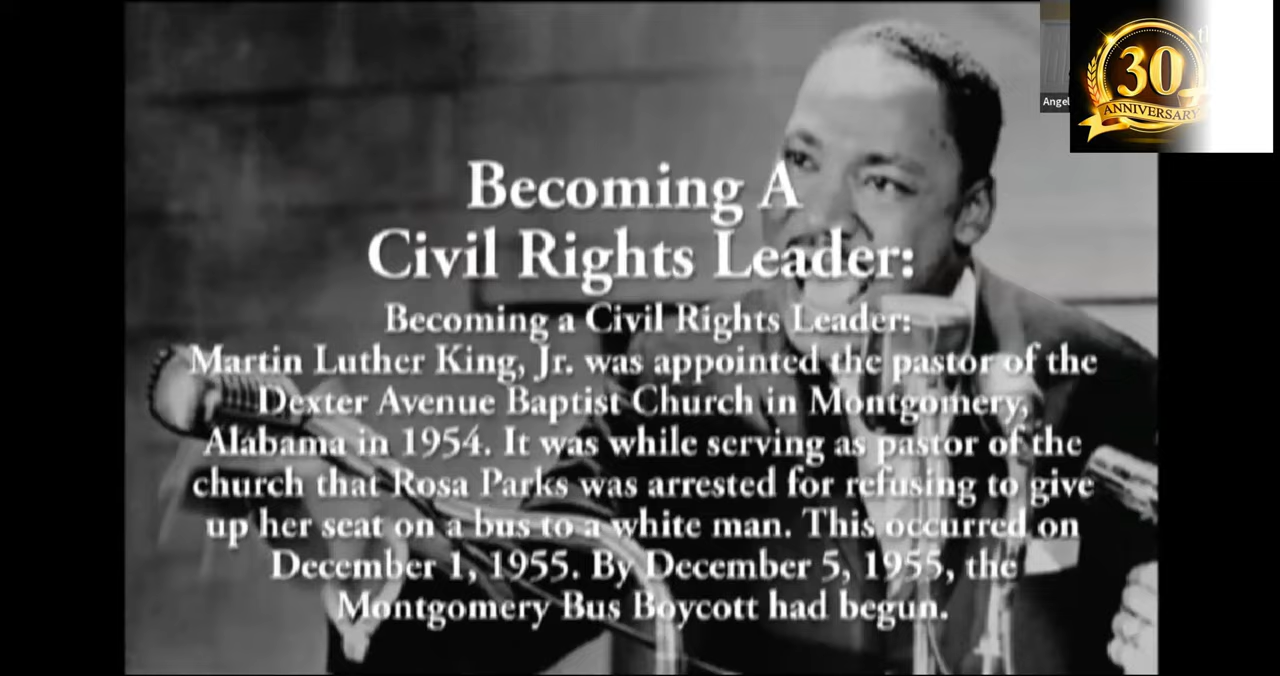 Becoming A
Civil Rights Leader:
Becoming a Civil Rights Leader:
Martin Luther King, Jr. was appointed the pastor of the
Dexter Avenue Baptist Church in Montgomery,
Alabama in 1954. It was while serving as pastor of the
church that Rosa Parks was arrested for refusing to give
up her seat on a bus to a white man. This occurred on
December 1, 1955. By December 5, 1955, the
Montgomery Bus Boycott had begun.
Angel
30
th
ANNIVERSARY